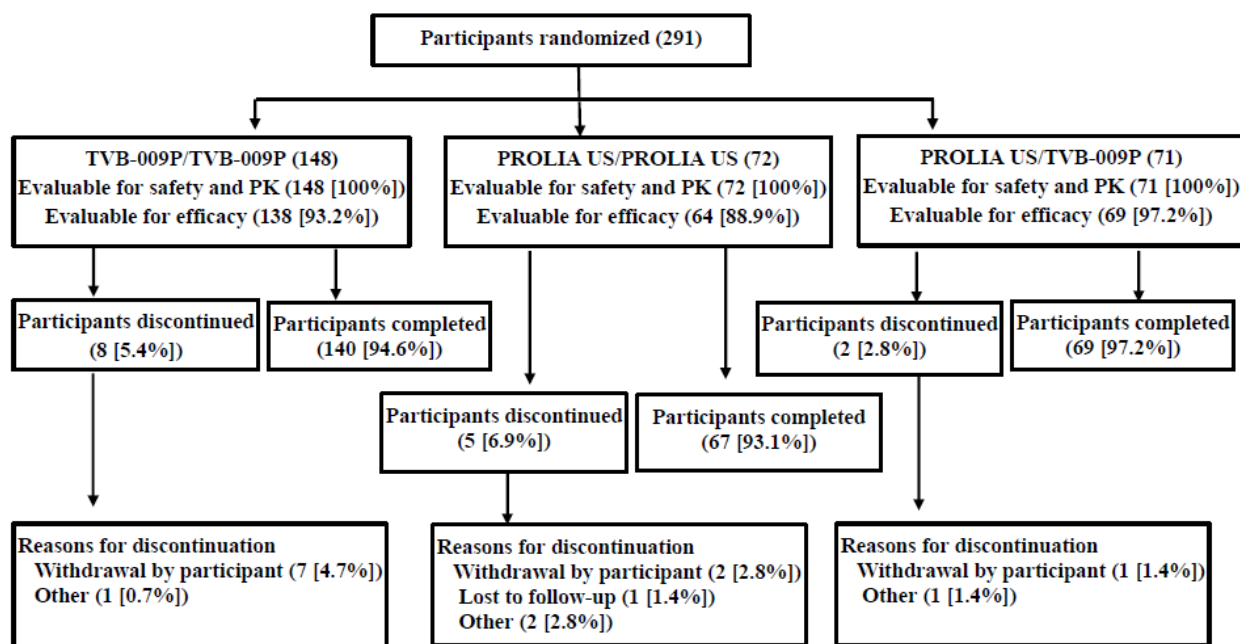 Participants randomized (291)
TVB-009P/TVB-009P (148)
Evaluable for safety and PK (148 [100%])
Evaluable for efficacy (138 [93.2%])
PROLIA US/PROLIA US (72)
Evaluable for safety and PK (72 [100%])
Evaluable for efficacy (64 [88.9%])
PROLIA US/TVB-009P (71)
Evaluable for safety and PK (71 [100%])
Evaluable for efficacy (69 [97.2%])
Participants discontinued
(8 [5.4%])
Participants completed
(140 [94.6%])
Participants discontinued
(5 [6.9%])
Participants completed
(67 [93.1%])
Participants discontinued
(2 [2.8%])
Participants completed
(69 [97.2%])
Reasons for discontinuation
Withdrawal by participant (7 [4.7%])
Other (1 [0.7%])
Reasons for discontinuation
Withdrawal by participant (2 [2.8%])
Lost to follow-up (1 [1.4%])
Other (2 [2.8%])
Reasons for discontinuation
Withdrawal by participant (1 [1.4%])
Other (1 [1.4%])